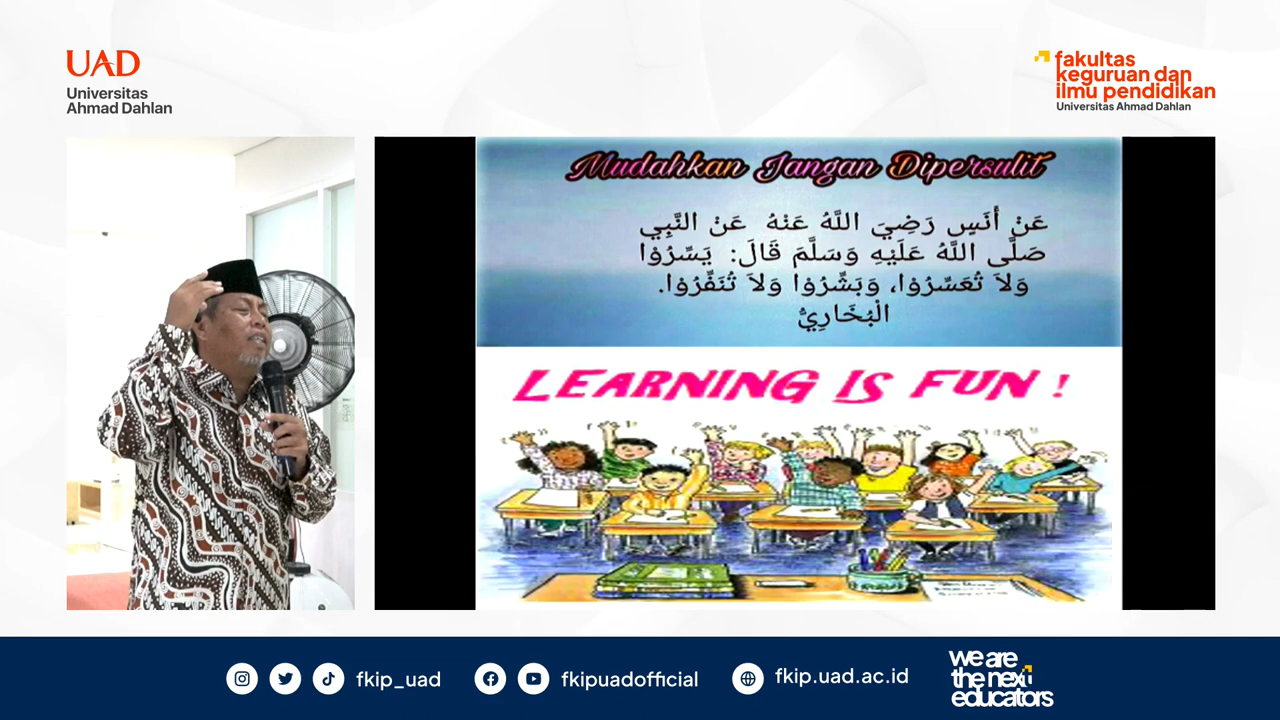 UAD
Universitas
Ahmad Dahlan
fakultas
keguruan dan
ilmu pendidikan
Universitas Ahmad Dahlan
Mudahkan Jangan Dipersulit
عَنْ أَنَسٍ رَضِيَ اللَّهُ عَنْهُ عَنْ النَّبِي
صَلَّى اللَّهُ عَلَيْهِ وَسَلَّمَ قَالَ: يَسِّرُوْا
وَلاَ تُعَسِّرُوْا، وَبَشِّرُوْا وَلاَ تُنَفِّرُوْا.
الْبُخَارِيُّ
LEARNING IS FUN !
fkip_uad
fkipuadofficial
fkip.uad.ac.id
we are
the next
educators